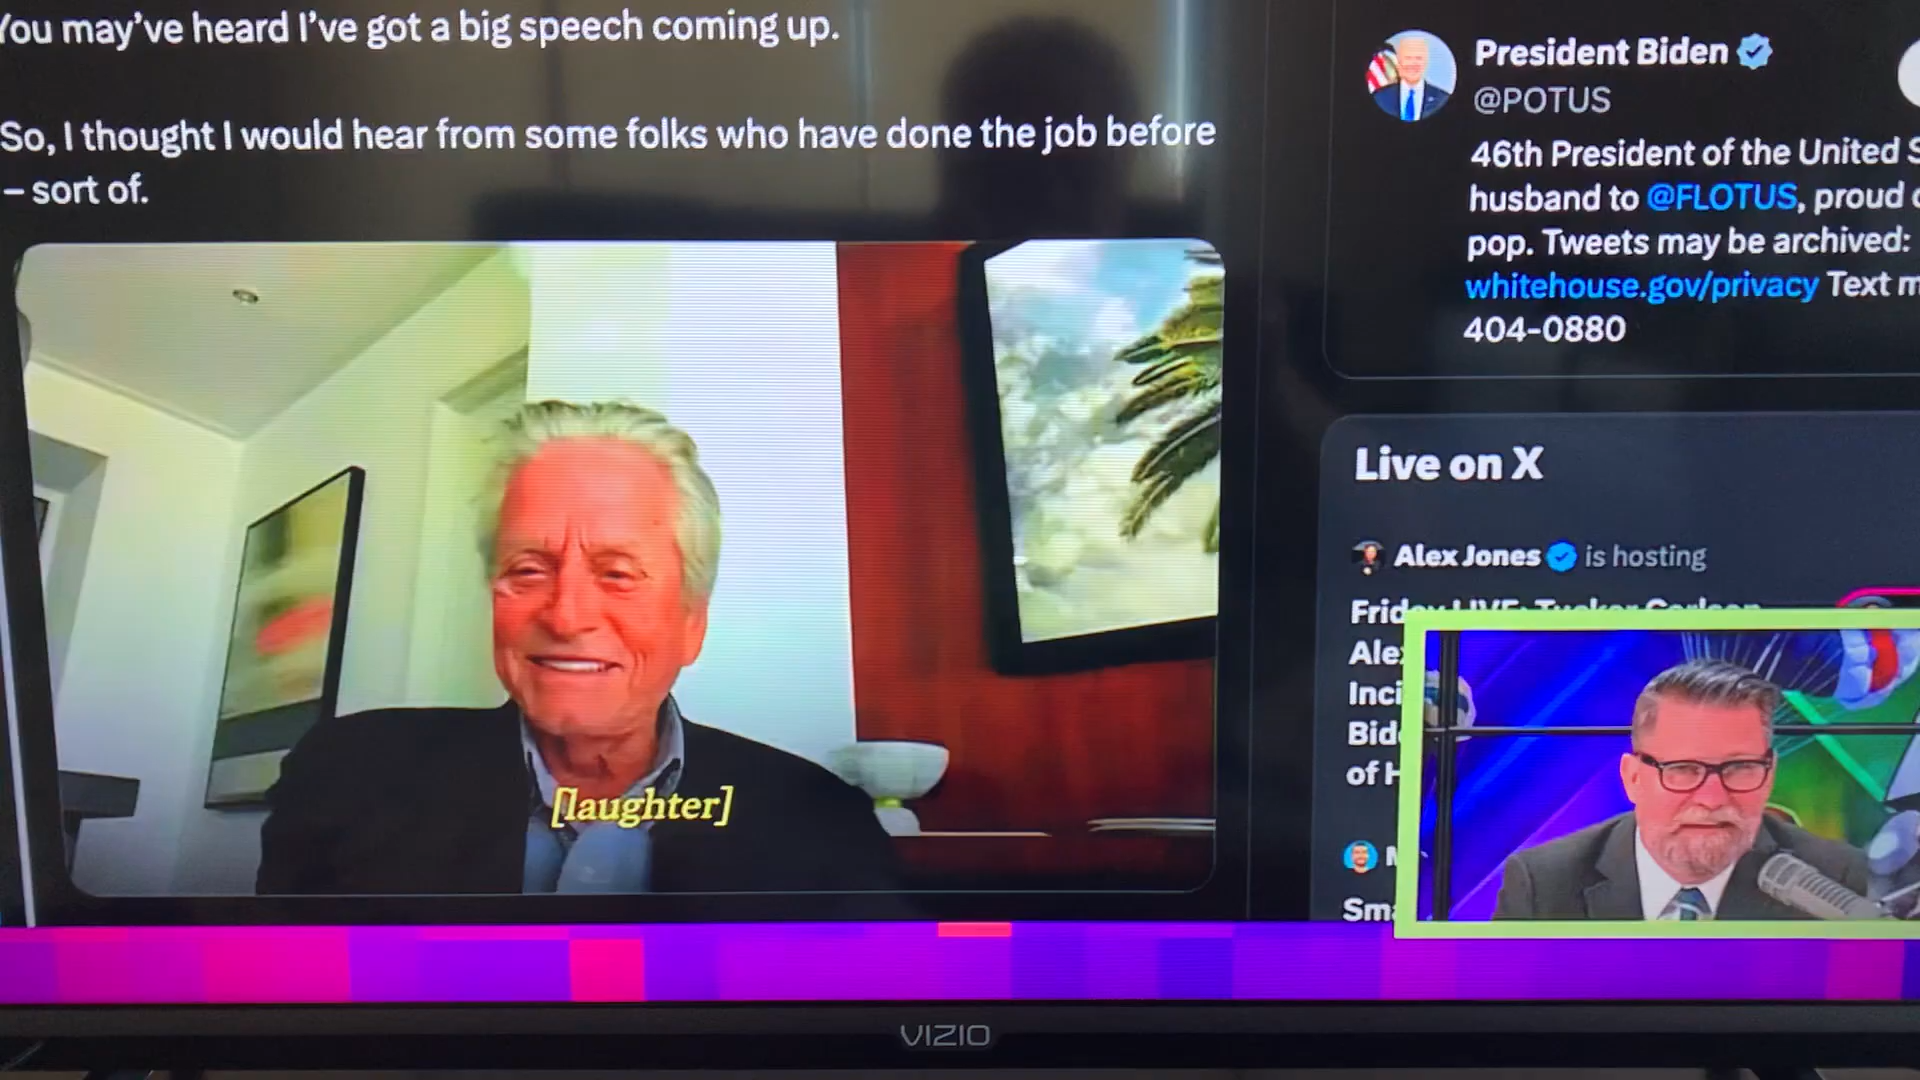 You may've heard I've got a big speech coming up.
So, I thought I would hear from some folks who have done the job before
– sort of.
[laughter]
President Biden
@POTUS
46th President of the United
husband to @FLOTUS, proud
pop. Tweets may be archived:
whitehouse.gov/privacy Text
404-0880
Live on X
Alex Jones is hosting
VIZIO